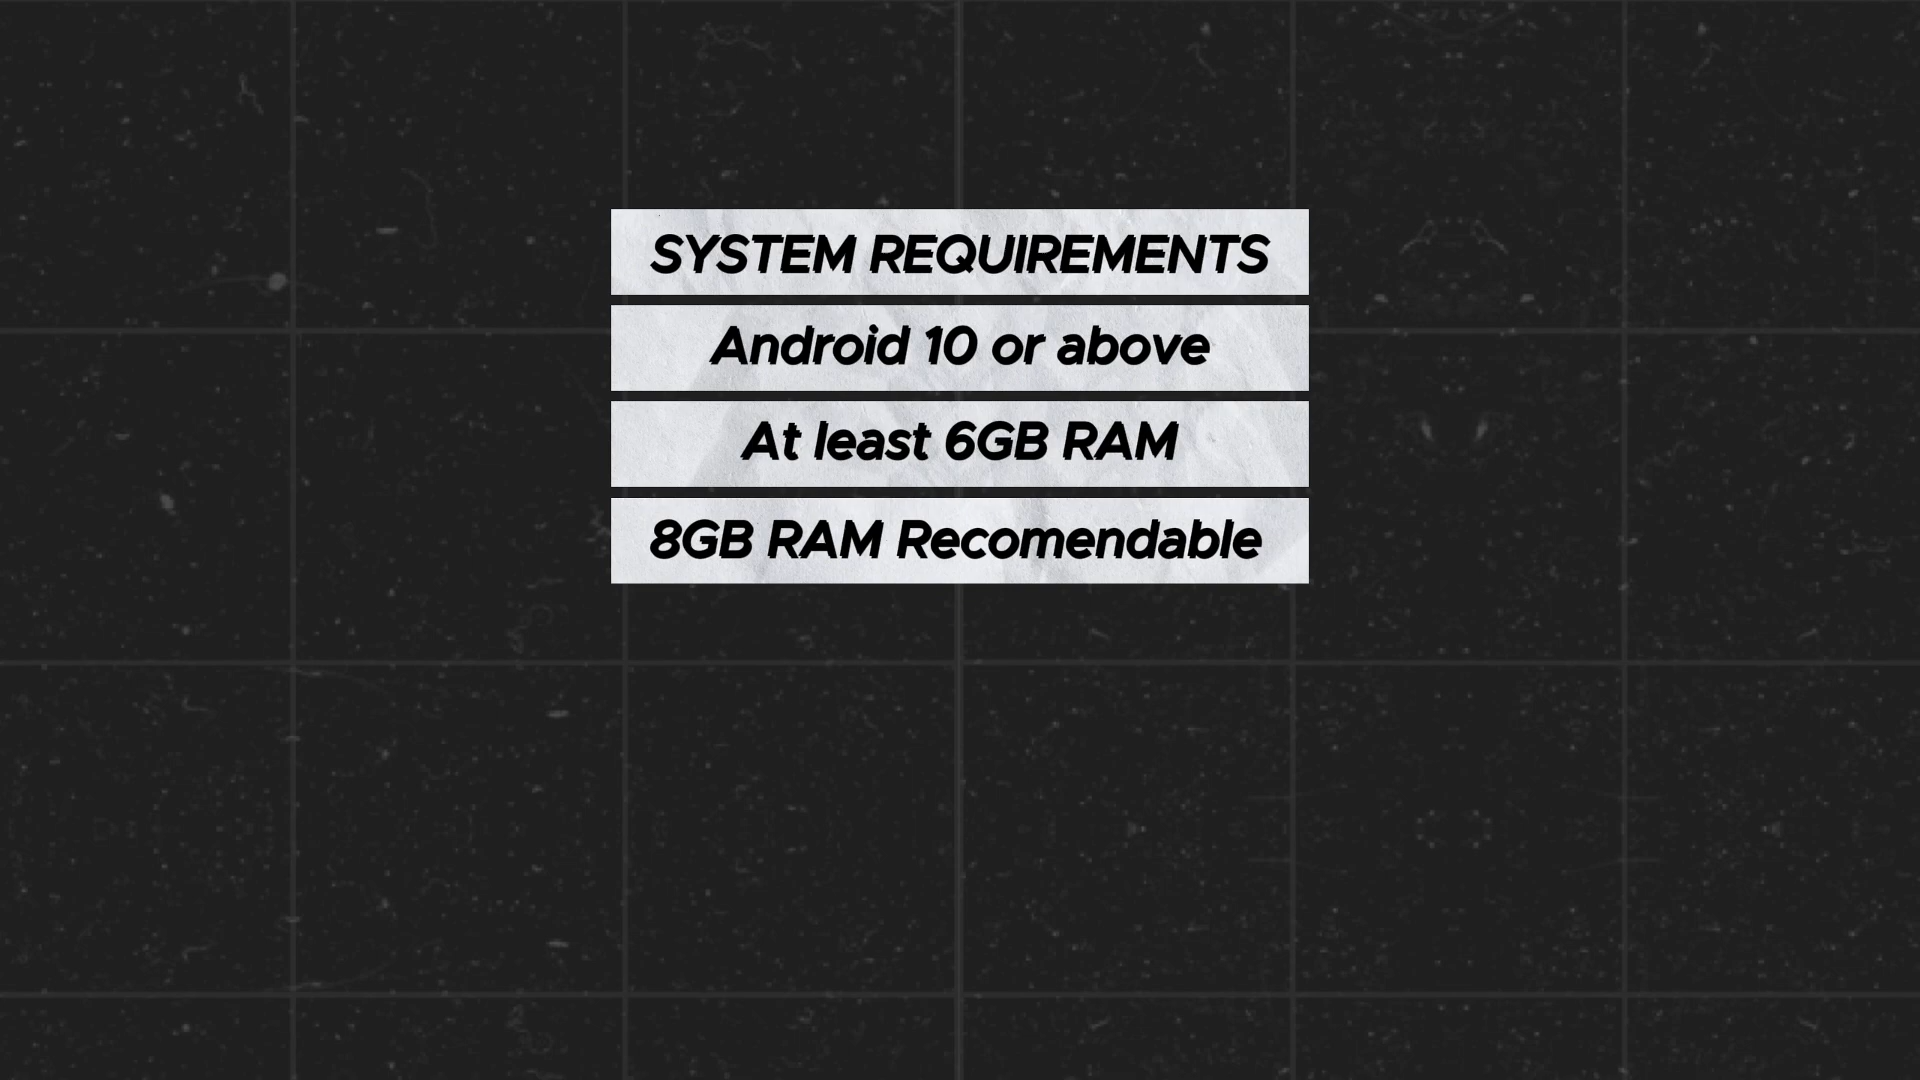 SYSTEM REQUIREMENTS
Android 10 or above
At least 6GB RAM
8GB RAM Recomendable